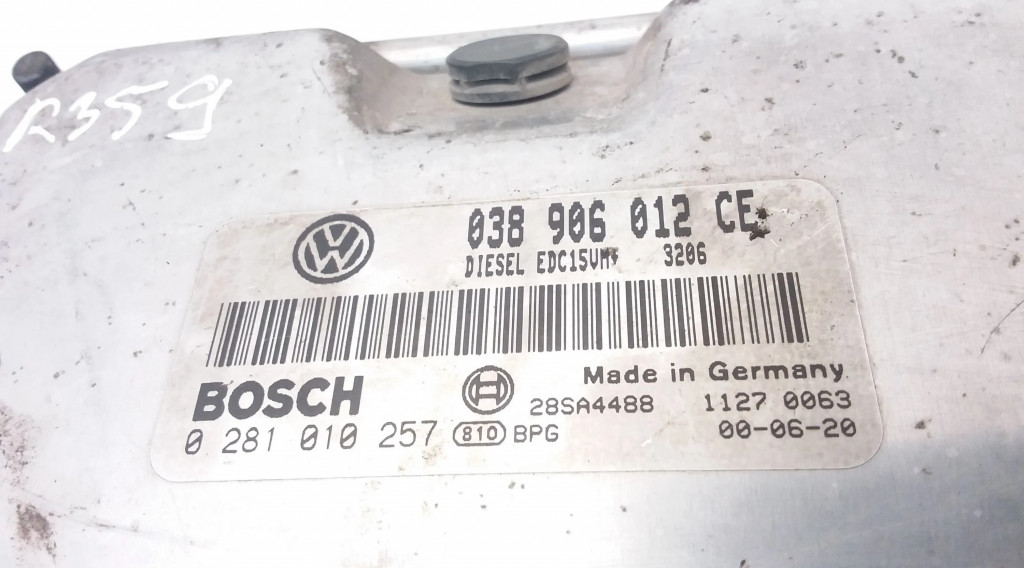 R359
VW
038 906 012 CE
DIESEL EDC15VM+ 3206
Made in Germany
BOSCH
28SA4488 1127 0063
0 281 010 257 810 BPG 00-06-20